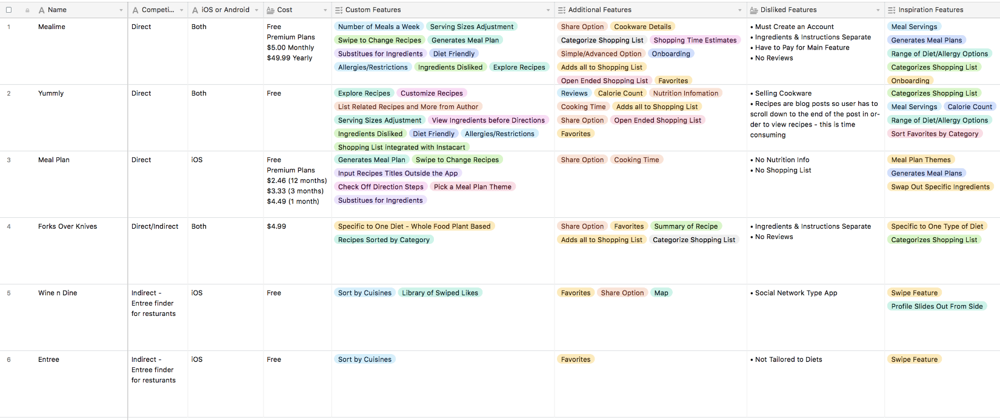 Name Competi... iOS or Android Cost Custom Features Additional Features Disliked Features Inspiration Features
1 Mealime Direct Both
Free
Premium Plans
$5.00 Monthly
$49.99 Yearly
Number of Meals a Week Serving Sizes Adjustment
Swipe to Change Recipes Generates Meal Plan
Substitues for Ingredients Diet Friendly
Allergies/Restrictions Ingredients Disliked Explore Recipes
Share Option Cookware Details
Categorize Shopping List Shopping Time Estimates
Simple/Advanced Option Onboarding
Adds all to Shopping List
Open Ended Shopping List Favorites
• Must Create an Account
• Ingredients & Instructions Separate
• Have to Pay for Main Feature
• No Reviews
Meal Servings
Generates Meal Plans
Range of Diet/Allergy Options
Categorizes Shopping List
Onboarding
2 Yummly Direct Both Free
Explore Recipes Customize Recipes
List Related Recipes and More from Author
Serving Sizes Adjustment View Ingredients before Directions
Ingredients Disliked Diet Friendly Allergies/Restrictions
Shopping List integrated with Instacart
Reviews Calorie Count Nutrition Infomation
Cooking Time Adds all to Shopping List
Share Option Open Ended Shopping List
Favorites
• Selling Cookware
• Recipes are blog posts so user has to
scroll down to the end of the post in or-
der to view recipes - this is time
consuming
Categorizes Shopping List
Meal Servings Calorie Count
Range of Diet/Allergy Options
Sort Favorites by Category
3 Meal Plan Direct iOS
Free
Premium Plans
$2.46 (12 months)
$3.33 (3 months)
$4.49 (1 month)
Generates Meal Plan Swipe to Change Recipes
Input Recipes Titles Outside the App
Check Off Direction Steps Pick a Meal Plan Theme
Substitues for Ingredients
Share Option Cooking Time
• No Nutrition Info
• No Shopping List
Meal Plan Themes
Generates Meal Plans
Swap Out Specific Ingredients
4 Forks Over Knives Direct/Indirect Both $4.99
Specific to One Diet - Whole Food Plant Based
Recipes Sorted by Category
Share Option Favorites Summary of Recipe
Adds all to Shopping List Categorize Shopping List
• Ingredients & Instructions Separate
• No Reviews
Specific to One Type of Diet
Categorizes Shopping List
5 Wine n Dine
Indirect -
Entree finder
for resturants
iOS Free
Sort by Cuisines Library of Swiped Likes
Favorites Share Option Map
• Social Network Type App
Swipe Feature
Profile Slides Out From Side
6 Entree
Indirect -
Entree finder
for resturants
iOS Free
Sort by Cuisines
Favorites
• Not Tailored to Diets
Swipe Feature